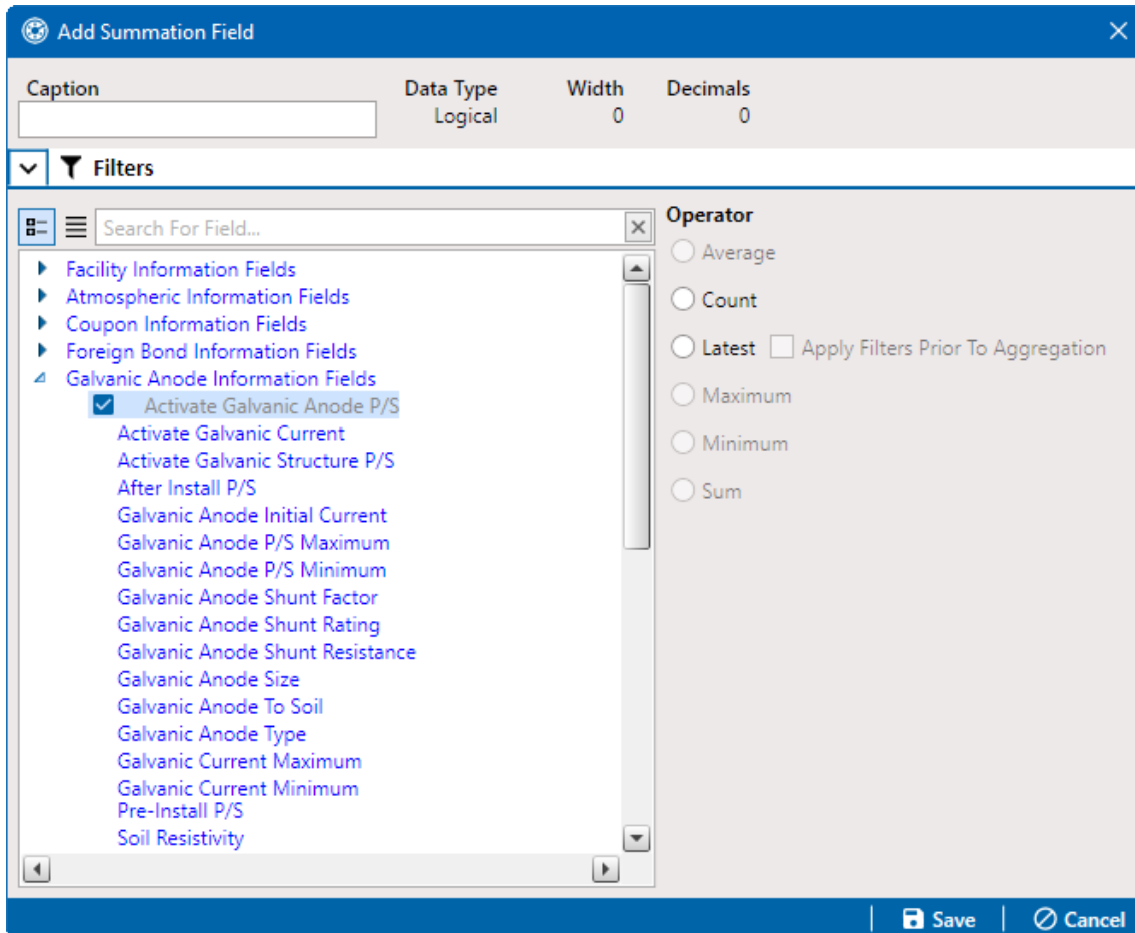 Add Summation Field
Caption Data Type Width Decimals
Logical 0 0
Filters
Search For Field...
Facility Information Fields
Atmospheric Information Fields
Coupon Information Fields
Foreign Bond Information Fields
Galvanic Anode Information Fields
Activate Galvanic Anode P/S
Activate Galvanic Current
Activate Galvanic Structure P/S
After Install P/S
Galvanic Anode Initial Current
Galvanic Anode P/S Maximum
Galvanic Anode P/S Minimum
Galvanic Anode Shunt Factor
Galvanic Anode Shunt Rating
Galvanic Anode Shunt Resistance
Galvanic Anode Size
Galvanic Anode To Soil
Galvanic Anode Type
Galvanic Current Maximum
Galvanic Current Minimum
Pre-Install P/S
Soil Resistivity
Operator
Average
Count
Latest Apply Filters Prior To Aggregation
Maximum
Minimum
Sum
Save Cancel